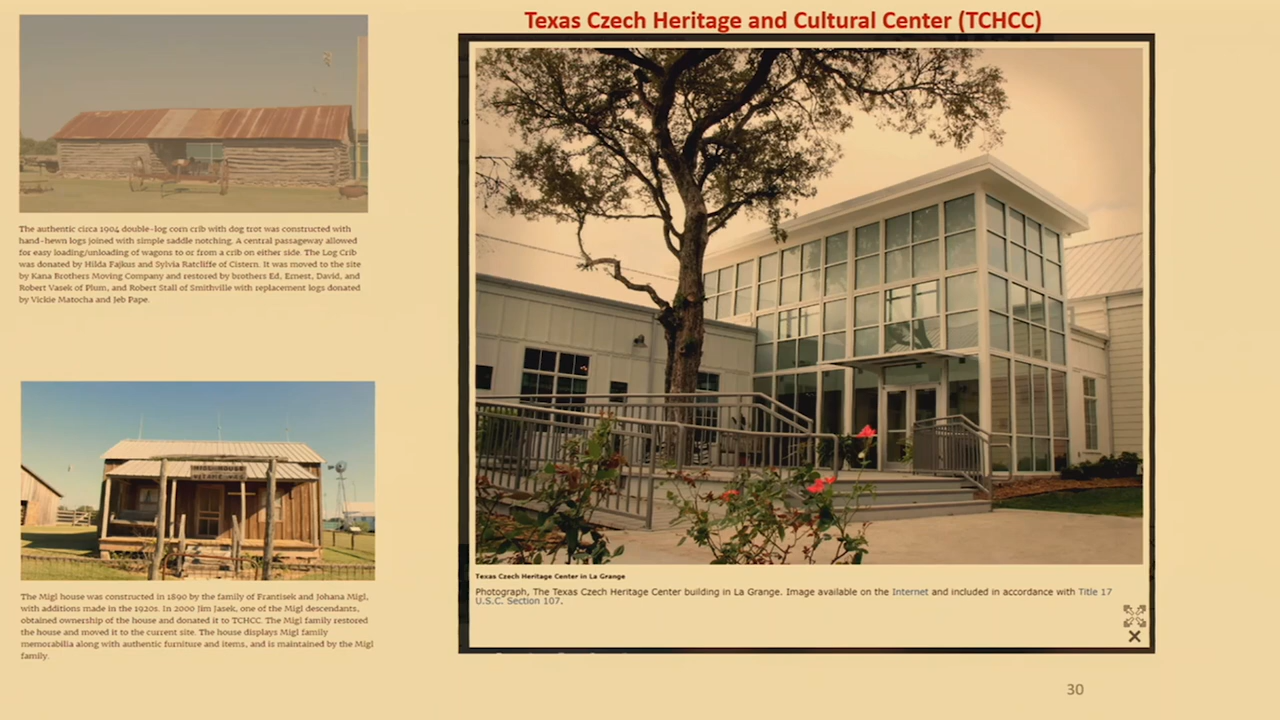 Texas Czech Heritage and Cultural Center (TCHCC)
The authentic circa 1904 double-log corn crib with dog trot was constructed with
hand-hewn logs joined with simple saddle notching. A central passageway allowed
for easy loading/unloading of wagons to or from a crib on either side. The Log Crib
was donated by Hilda Fajkus and Sylvia Ratcliffe of Cistern. It was moved to the site
by Kana Brothers Moving Company and restored by brothers Ed, Ernest, David, and
Robert Vasek of Plum, and Robert Stall of Smithville with replacement logs donated
by Vickie Matocha and Jeb Pape.
MIGL HOUSE
The Migl house was constructed in 1890 by the family of Frantisek and Johana Migl,
with additions made in the 1920s. In 2000 Jim Jasek, one of the Migl descendants,
obtained ownership of the house and donated it to TCHCC. The Migl family restored
the house and moved it to the current site. The house displays Migl family
memorabilia along with authentic furniture and items, and is maintained by the Migl
family.
Texas Czech Heritage Center in La Grange
Photograph, The Texas Czech Heritage Center building in La Grange. Image available on the Internet and included in accordance with Title 17
U.S.C. Section 107.
30